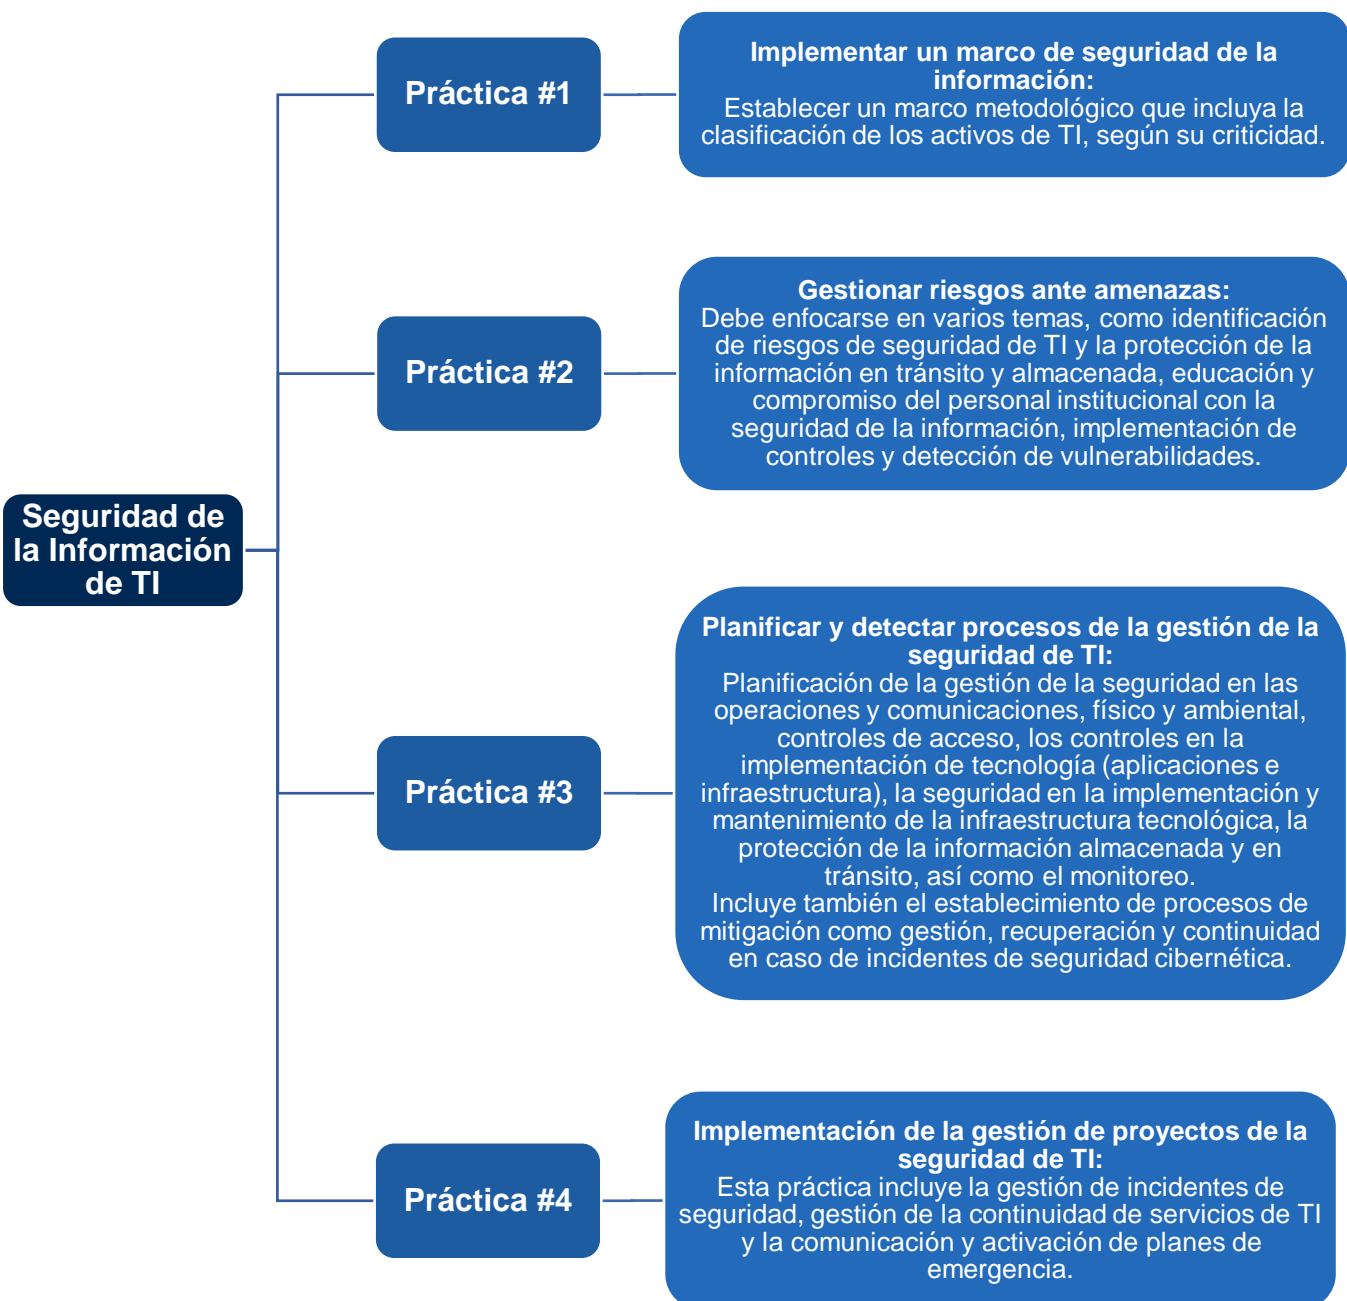 Práctica #1
Implementar un marco de seguridad de la
información:
Establecer un marco metodológico que incluya la
clasificación de los activos de TI, según su criticidad.
Práctica #2
Gestionar riesgos ante amenazas:
Debe enfocarse en varios temas, como identificación
de riesgos de seguridad de TI y la protección de la
información en tránsito y almacenada, educación y
compromiso del personal institucional con la
seguridad de la información, implementación de
controles y detección de vulnerabilidades.
Seguridad de
la Información
de TI
Práctica #3
Planificar y detectar procesos de la gestión de la
seguridad de TI:
Planificación de la gestión de la seguridad en las
operaciones y comunicaciones, físico y ambiental,
controles de acceso, los controles en la
implementación de tecnología (aplicaciones e
infraestructura), la seguridad en la implementación y
mantenimiento de la infraestructura tecnológica, la
protección de la información almacenada y en
tránsito, así como el monitoreo.
Incluye también el establecimiento de procesos de
mitigación como gestión, recuperación y continuidad
en caso de incidentes de seguridad cibernética.
Práctica #4
Implementación de la gestión de proyectos de la
seguridad de TI:
Esta práctica incluye la gestión de incidentes de
seguridad, gestión de la continuidad de servicios de TI
y la comunicación y activación de planes de
emergencia.